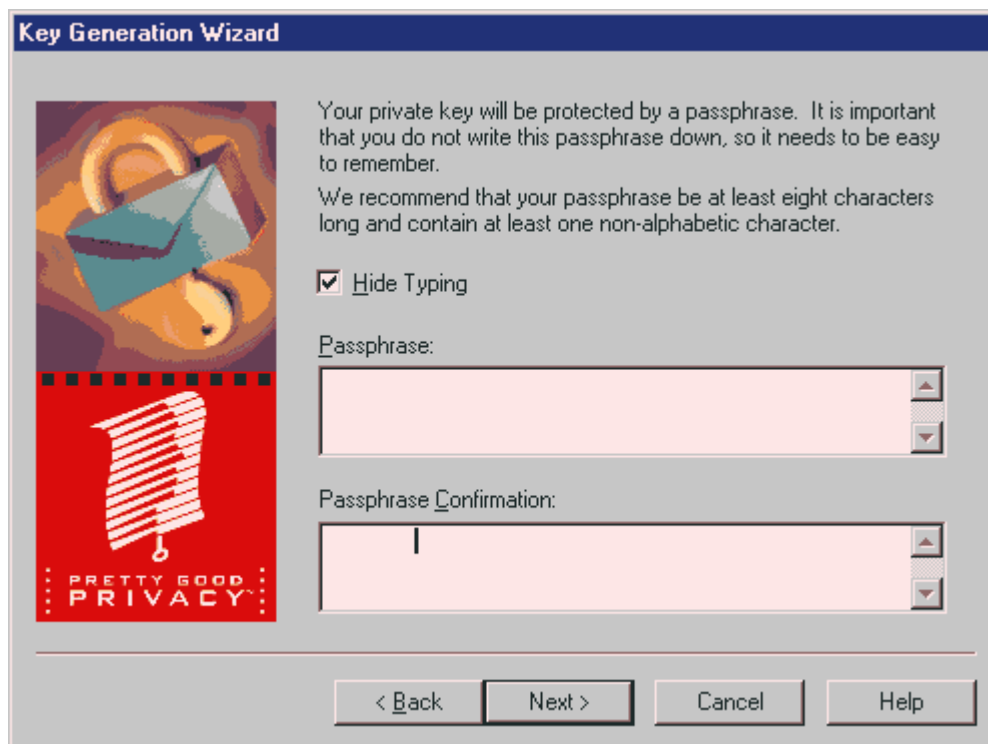 Key Generation Wizard
Your private key will be protected by a passphrase. It is important
that you do not write this passphrase down, so it needs to be easy
to remember.
We recommend that your passphrase be at least eight characters
long and contain at least one non-alphabetic character.
Hide Typing
Passphrase:
Passphrase Confirmation:
PRETTY GOOD
PRIVACY™
< Back Next > Cancel Help